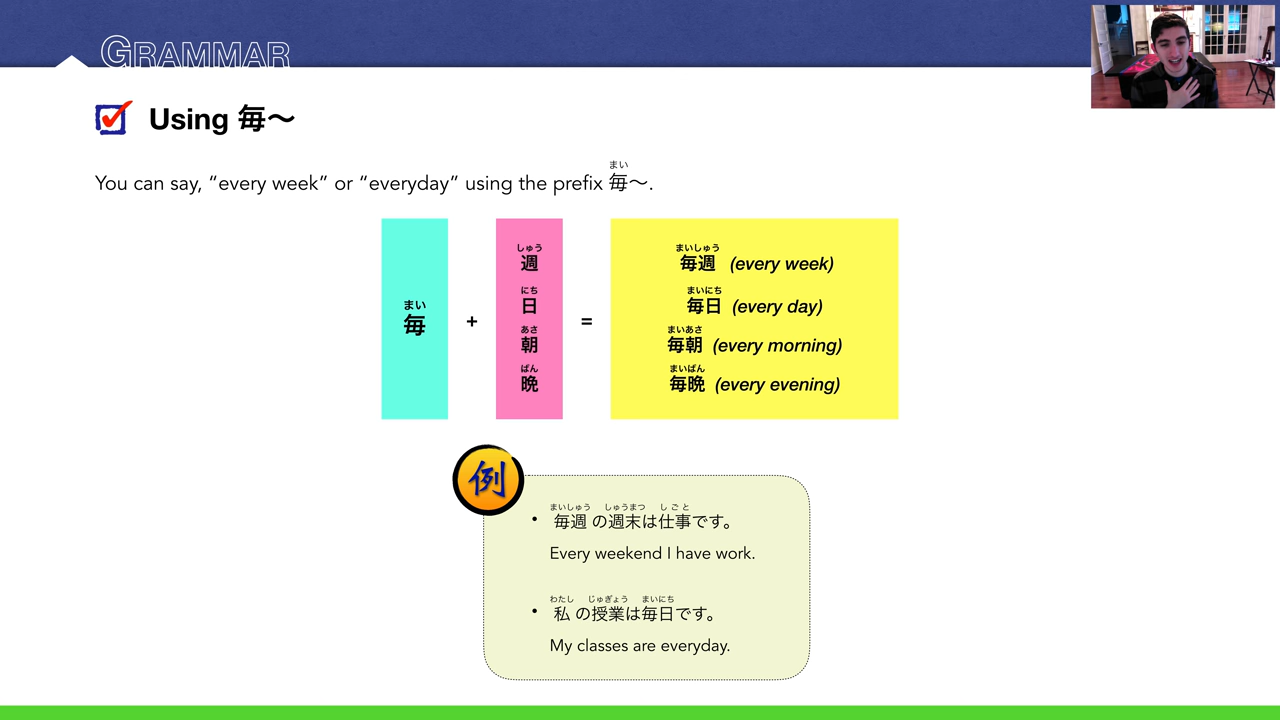 GRAMMAR
Using 毎〜
まい
You can say, “every week” or “everyday” using the prefix 毎〜.
まい
毎
+
しゅう
週
にち
日
あさ
朝
ばん
晩
=
まいしゅう
毎週 (every week)
まいにち
毎日 (every day)
まいあさ
毎朝 (every morning)
まいばん
毎晩 (every evening)
例
まいしゅう しゅうまつ しごと
• 毎週の週末は仕事です。
Every weekend I have work.
わたし じゅぎょう まいにち
• 私の授業は毎日です。
My classes are everyday.